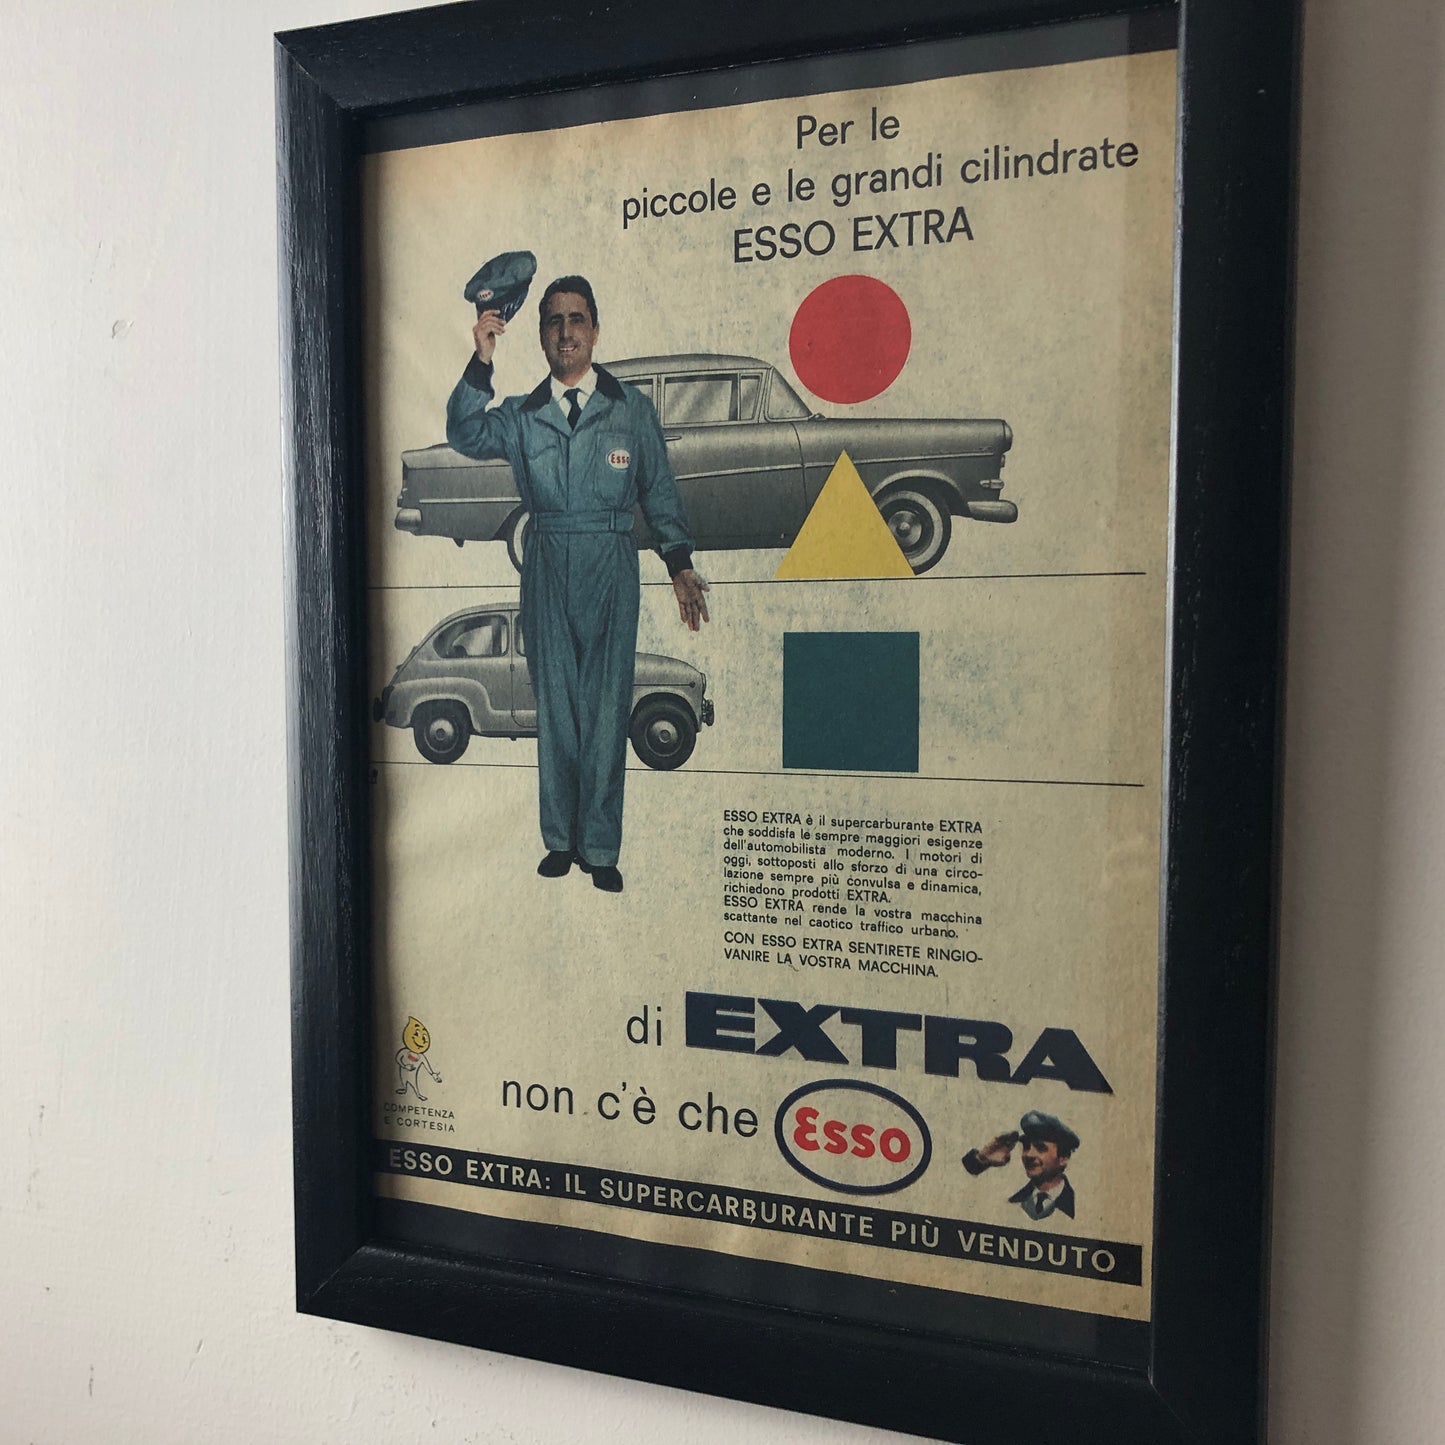 Per le
piccole e le grandi cilindrate
ESSO EXTRA
Esso
Esso
ESSO EXTRA è il supercarburante EXTRA
che soddisfa le sempre maggiori esigenze
dell'automobilista moderno. I motori di
oggi, sottoposti allo sforzo di una circo-
lazione sempre più convulsa e dinamica,
richiedono prodotti EXTRA.
ESSO EXTRA rende la vostra macchina
scattante nel caotico traffico urbano.
CON ESSO EXTRA SENTIRETE RINGIO-
VANIRE LA VOSTRA MACCHINA.
di EXTRA
non c'è che Esso
COMPETENZA
E CORTESIA
ESSO EXTRA: IL SUPERCARBURANTE PIÙ VENDUTO